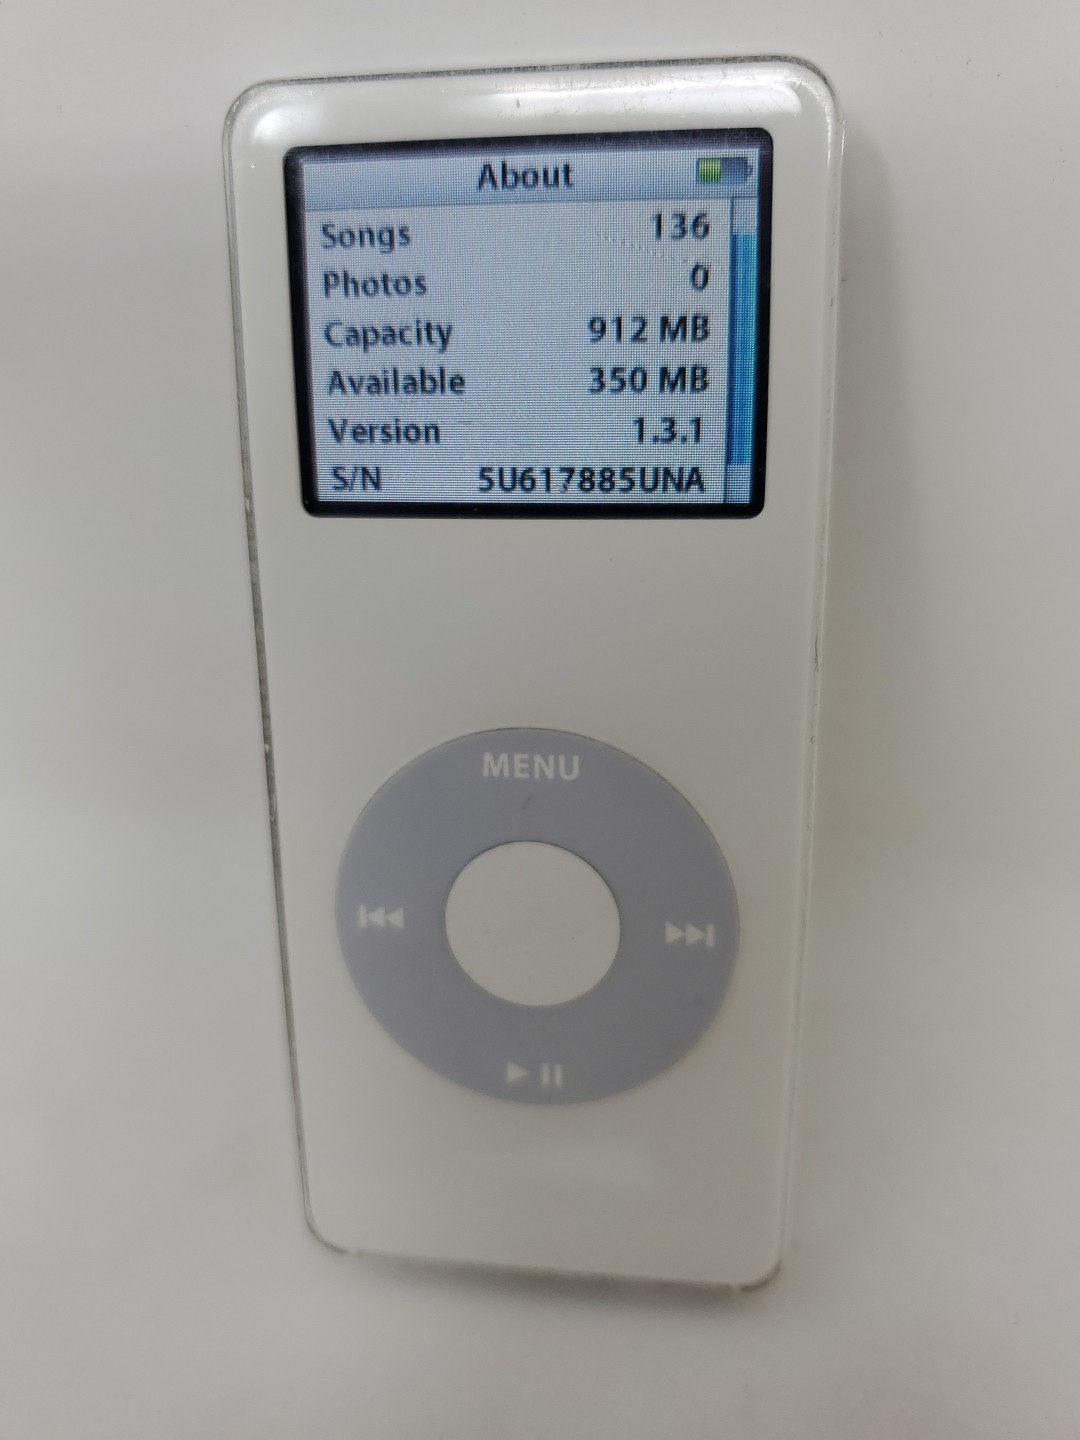 About
Songs 136
Photos 0
Capacity 912 MB
Available 350 MB
Version 1.3.1
S/N 5U617885UNA
MENU